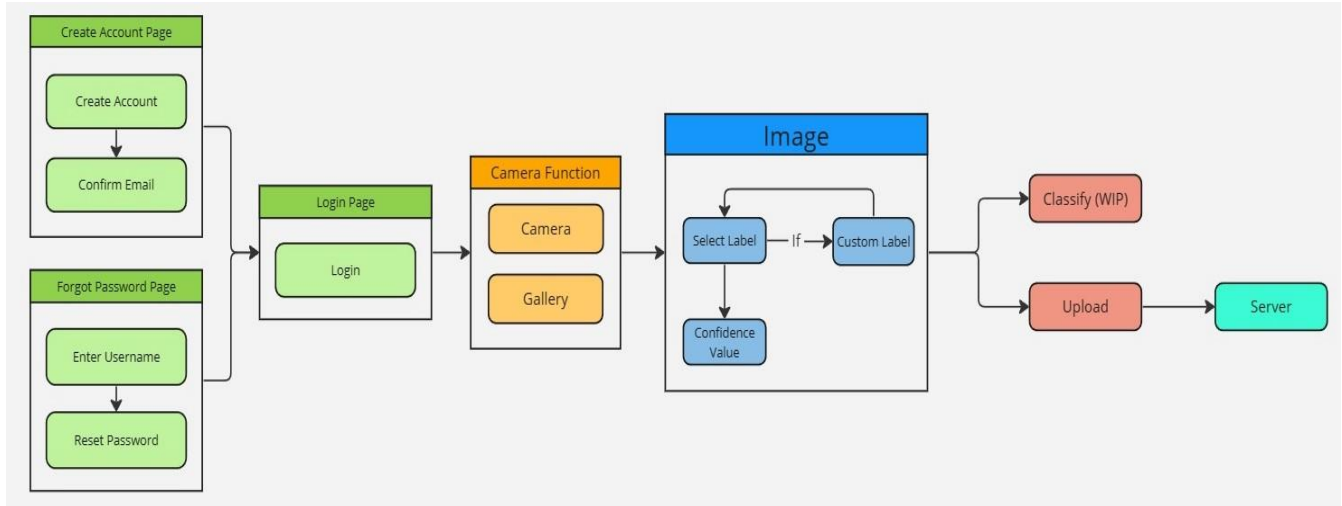 Create Account Page
Create Account
Confirm Email
Forgot Password Page
Enter Username
Reset Password
Login Page
Login
Camera Function
Camera
Gallery
Image
Select Label
If
Custom Label
Confidence
Value
Classify (WIP)
Upload
Server